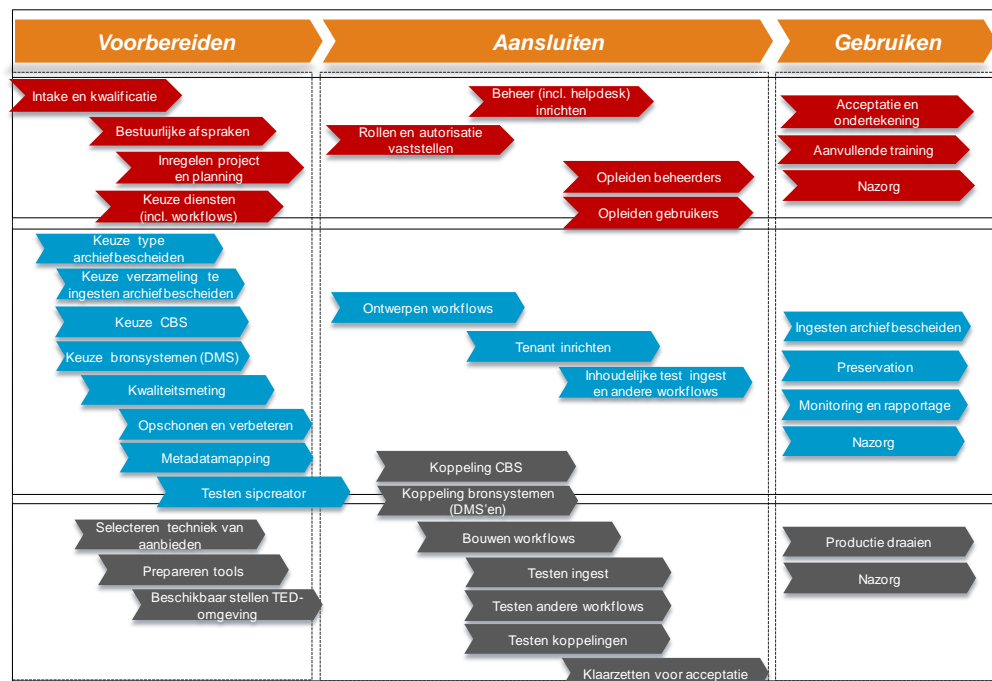 Voorbereiden
Aansluiten
Gebruiken
Intake en kwalificatie
Bestuurlijke afspraken
Inregelen project
en planning
Keuze diensten
(incl. workflows)
Beheer (incl. helpdesk)
inrichten
Rollen en autorisatie
vaststellen
Opleiden beheerders
Opleiden gebruikers
Acceptatie en
ondertekening
Aanvullende training
Nazorg
Keuze type
archiefbescheiden
Keuze verzameling te
ingesten archiefbescheiden
Keuze CBS
Keuze bronsystemen (DMS)
Kwaliteitsmeting
Opschonen en verbeteren
Metadatamapping
Testen sipcreator
Ontwerpen workflows
Tenant inrichten
Inhoudelijke test ingest
en andere workflows
Ingesten archiefbescheiden
Preservation
Monitoring en rapportage
Nazorg
Koppeling CBS
Koppeling bronsystemen
(DMS'en)
Selecteren techniek van
aanbieden
Prepareren tools
Beschikbaar stellen TED-
omgeving
Bouwen workflows
Testen ingest
Testen andere workflows
Testen koppelingen
Klaarzetten voor acceptatie
Productie draaien
Nazorg